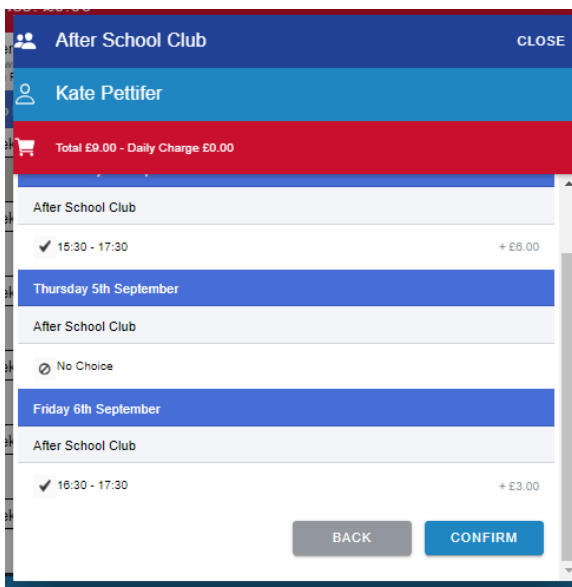 After School Club
CLOSE
Kate Pettifer
Total £9.00 - Daily Charge £0.00
After School Club
15:30 - 17:30
+ £6.00
Thursday 5th September
After School Club
No Choice
Friday 6th September
After School Club
16:30 - 17:30
+ £3.00
BACK
CONFIRM